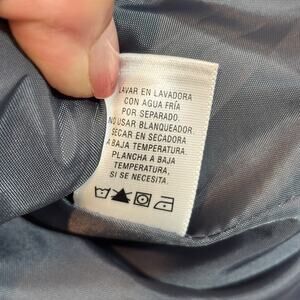 LAVAR EN LAVADORA
CON AGUA FRÍA
POR SEPARADO.
NO USAR BLANQUEADOR.
SECAR EN SECADORA
A BAJA TEMPERATURA.
PLANCHA A BAJA
TEMPERATURA,
SI SE NECESITA.